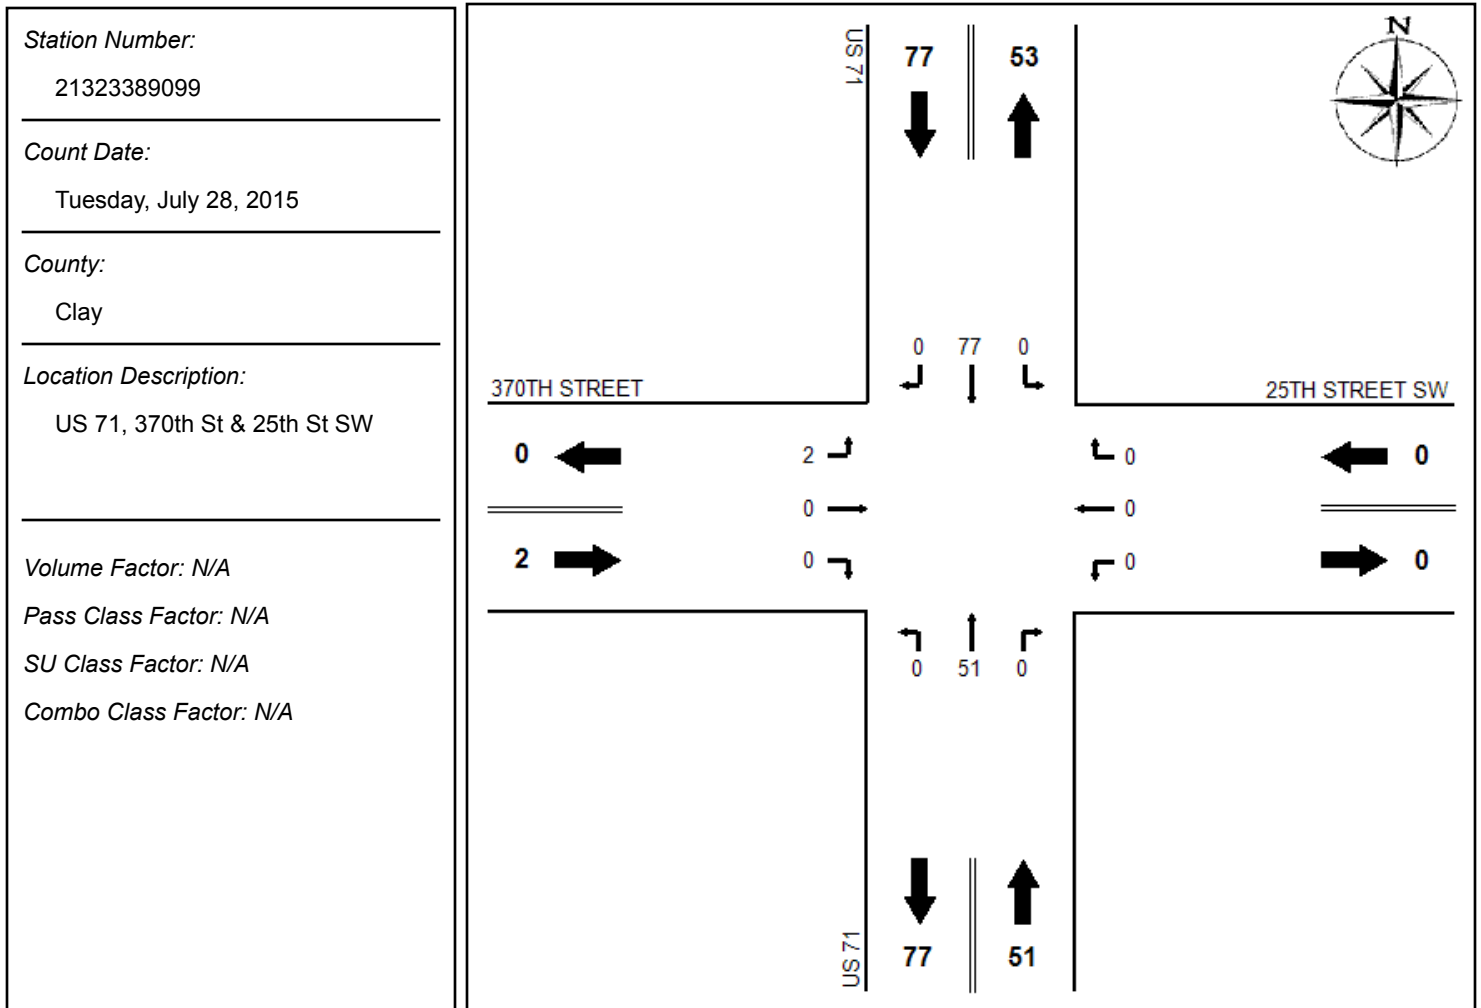 Station Number:
21323389099
Count Date:
Tuesday, July 28, 2015
County:
Clay
Location Description:
US 71, 370th St & 25th St SW
Volume Factor: N/A
Pass Class Factor: N/A
SU Class Factor: N/A
Combo Class Factor: N/A
N
US 71
77 53
0 77 0
370TH STREET
25TH STREET SW
0 2 0 0
0 0
2 0 0 0
0 51 0
US 71
77 51